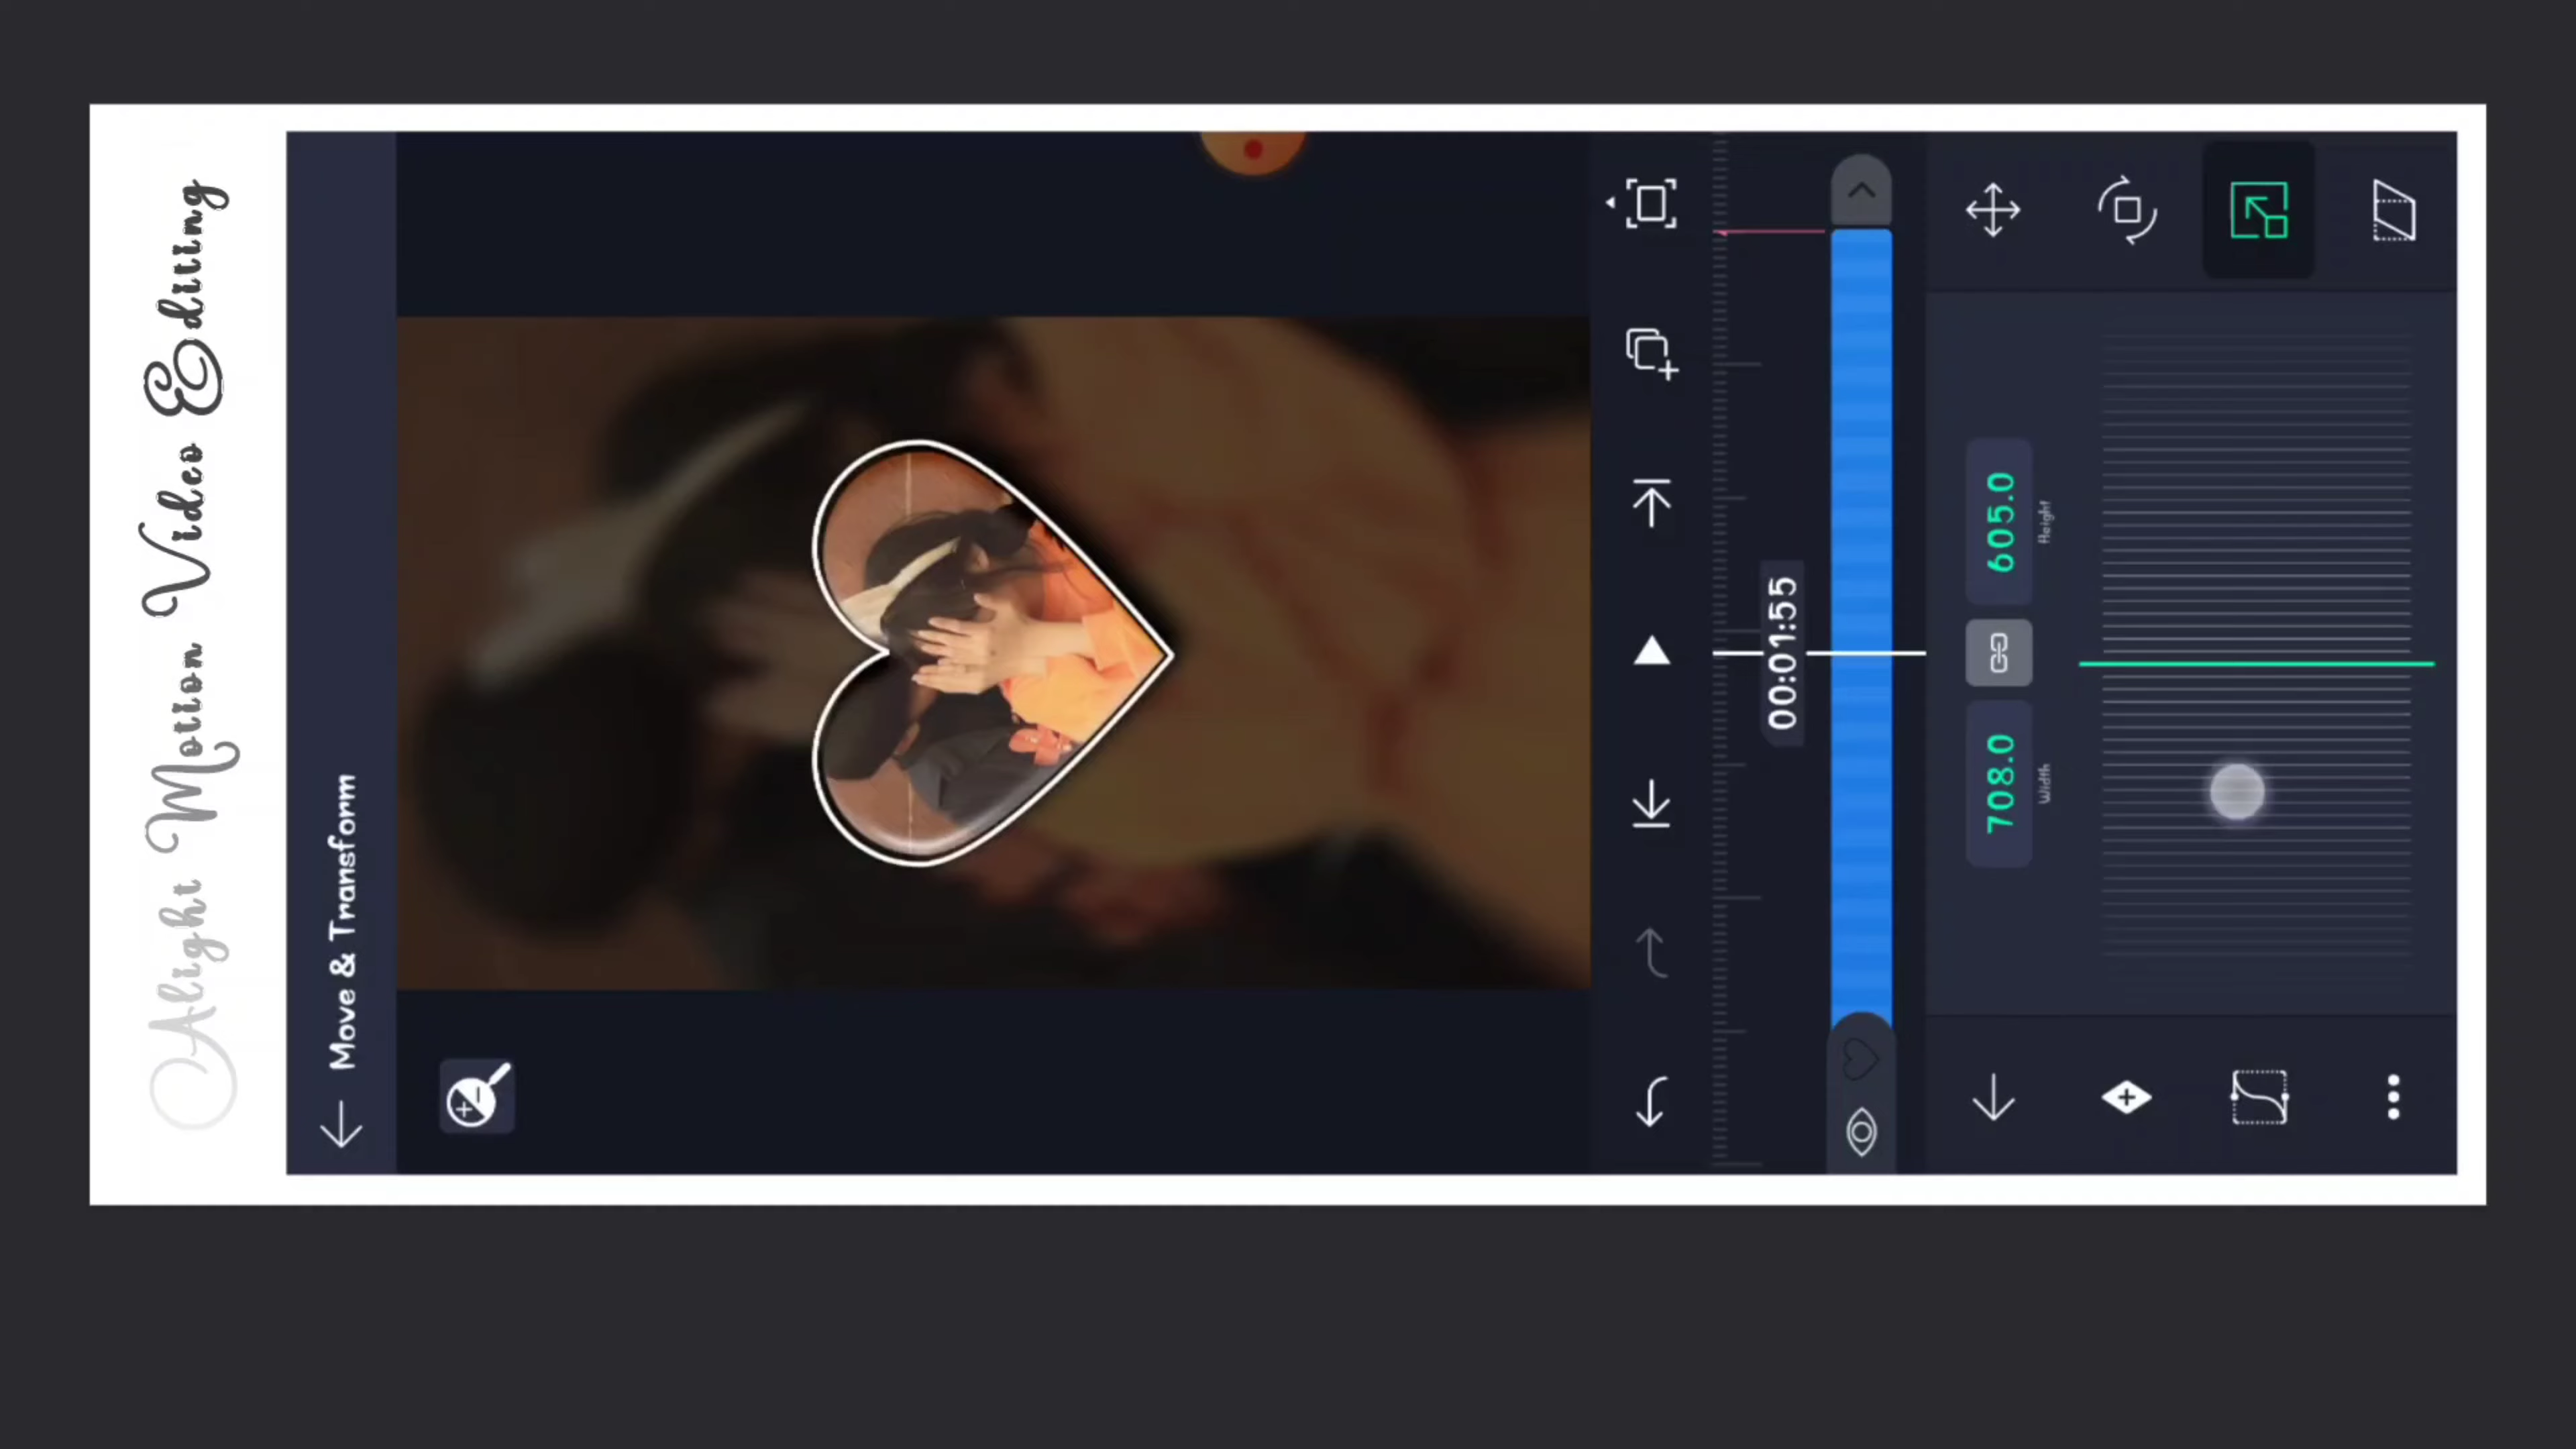 Alight Motion Video Editing
Move & Transform
00:01:55
708.0
Width
605.0
Height